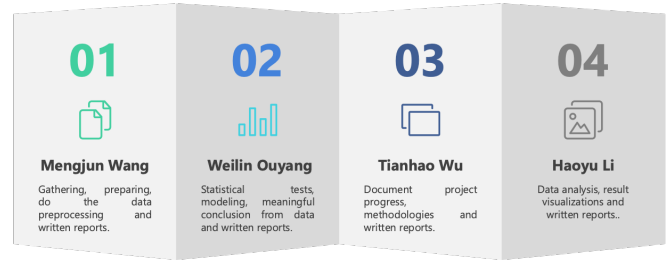 01
Mengjun Wang
Gathering, preparing,
do the data
preprocessing and
written reports.
02
Weilin Ouyang
Statistical tests,
modeling, meaningful
conclusion from data
and written reports.
03
Tianhao Wu
Document project
progress,
methodologies and
written reports.
04
Haoyu Li
Data analysis, result
visualizations and
written reports..